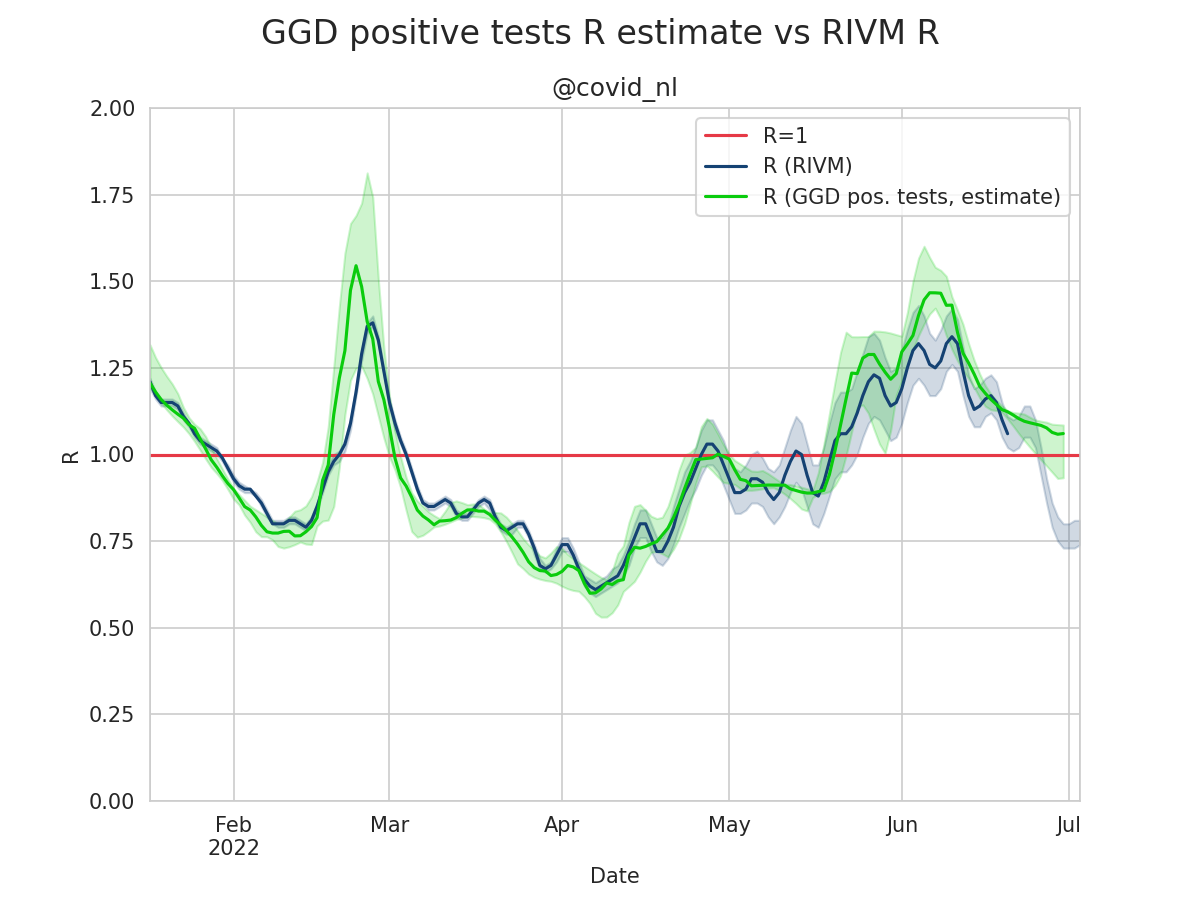 GGD positive tests R estimate vs RIVM R
@covid_nl
R=1
R (RIVM)
R (GGD pos. tests, estimate)
2.00
1.75
1.50
1.25
1.00
0.75
0.50
0.25
0.00
R
Feb
2022
Mar
Apr
May
Jun
Jul
Date